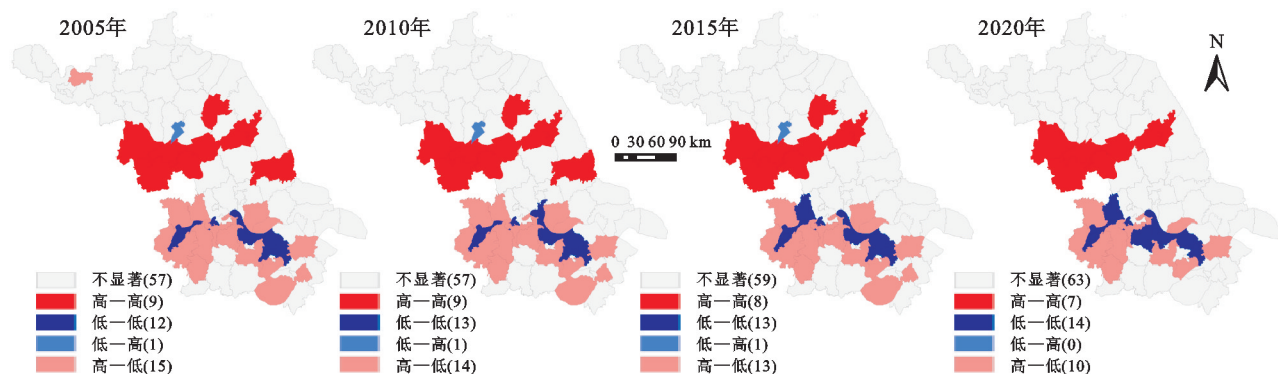 2005年
2010年
2015年
2020年
N
0 30 60 90 km
不显著(57)
高—高(9)
低—低(12)
低—高(1)
高—低(15)
不显著(57)
高—高(9)
低—低(13)
低—高(1)
高—低(14)
不显著(59)
高—高(8)
低—低(13)
低—高(1)
高—低(13)
不显著(63)
高—高(7)
低—低(14)
低—高(0)
高—低(10)